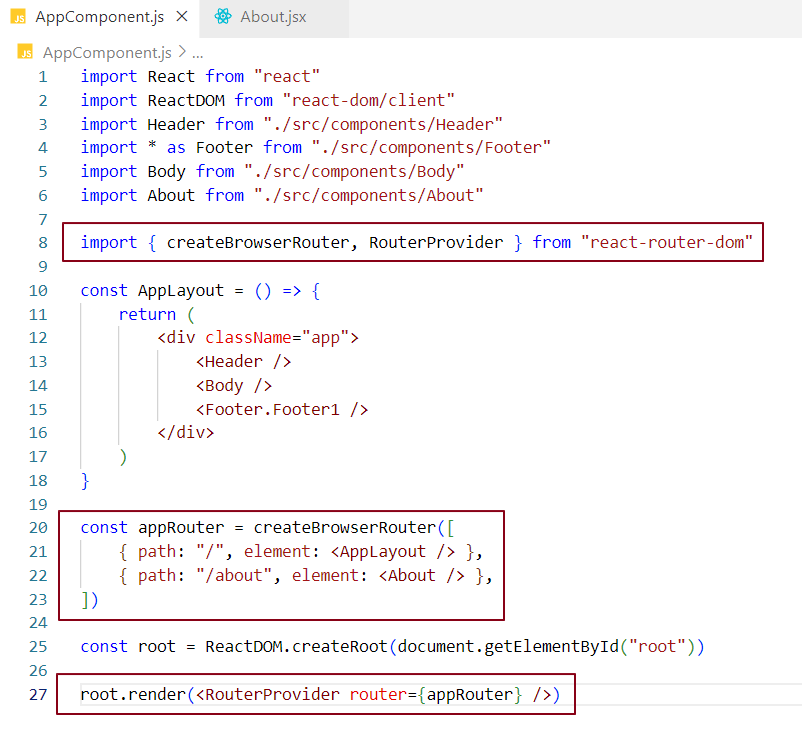 JS AppComponent.js × About.jsx
JS AppComponent.js > ...
1 import React from "react"
2 import ReactDOM from "react-dom/client"
3 import Header from "./src/components/Header"
4 import * as Footer from "./src/components/Footer"
5 import Body from "./src/components/Body"
6 import About from "./src/components/About"
7
8 import { createBrowserRouter, RouterProvider } from "react-router-dom"
9
10 const AppLayout = () => {
11     return (
12         <div className="app">
13             <Header />
14             <Body />
15             <Footer.Footer1 />
16         </div>
17     )
18 }
19
20 const appRouter = createBrowserRouter([
21     { path: "/", element: <AppLayout /> },
22     { path: "/about", element: <About /> },
23 ])
24
25 const root = ReactDOM.createRoot(document.getElementById("root"))
26
27 root.render(<RouterProvider router={appRouter} />)